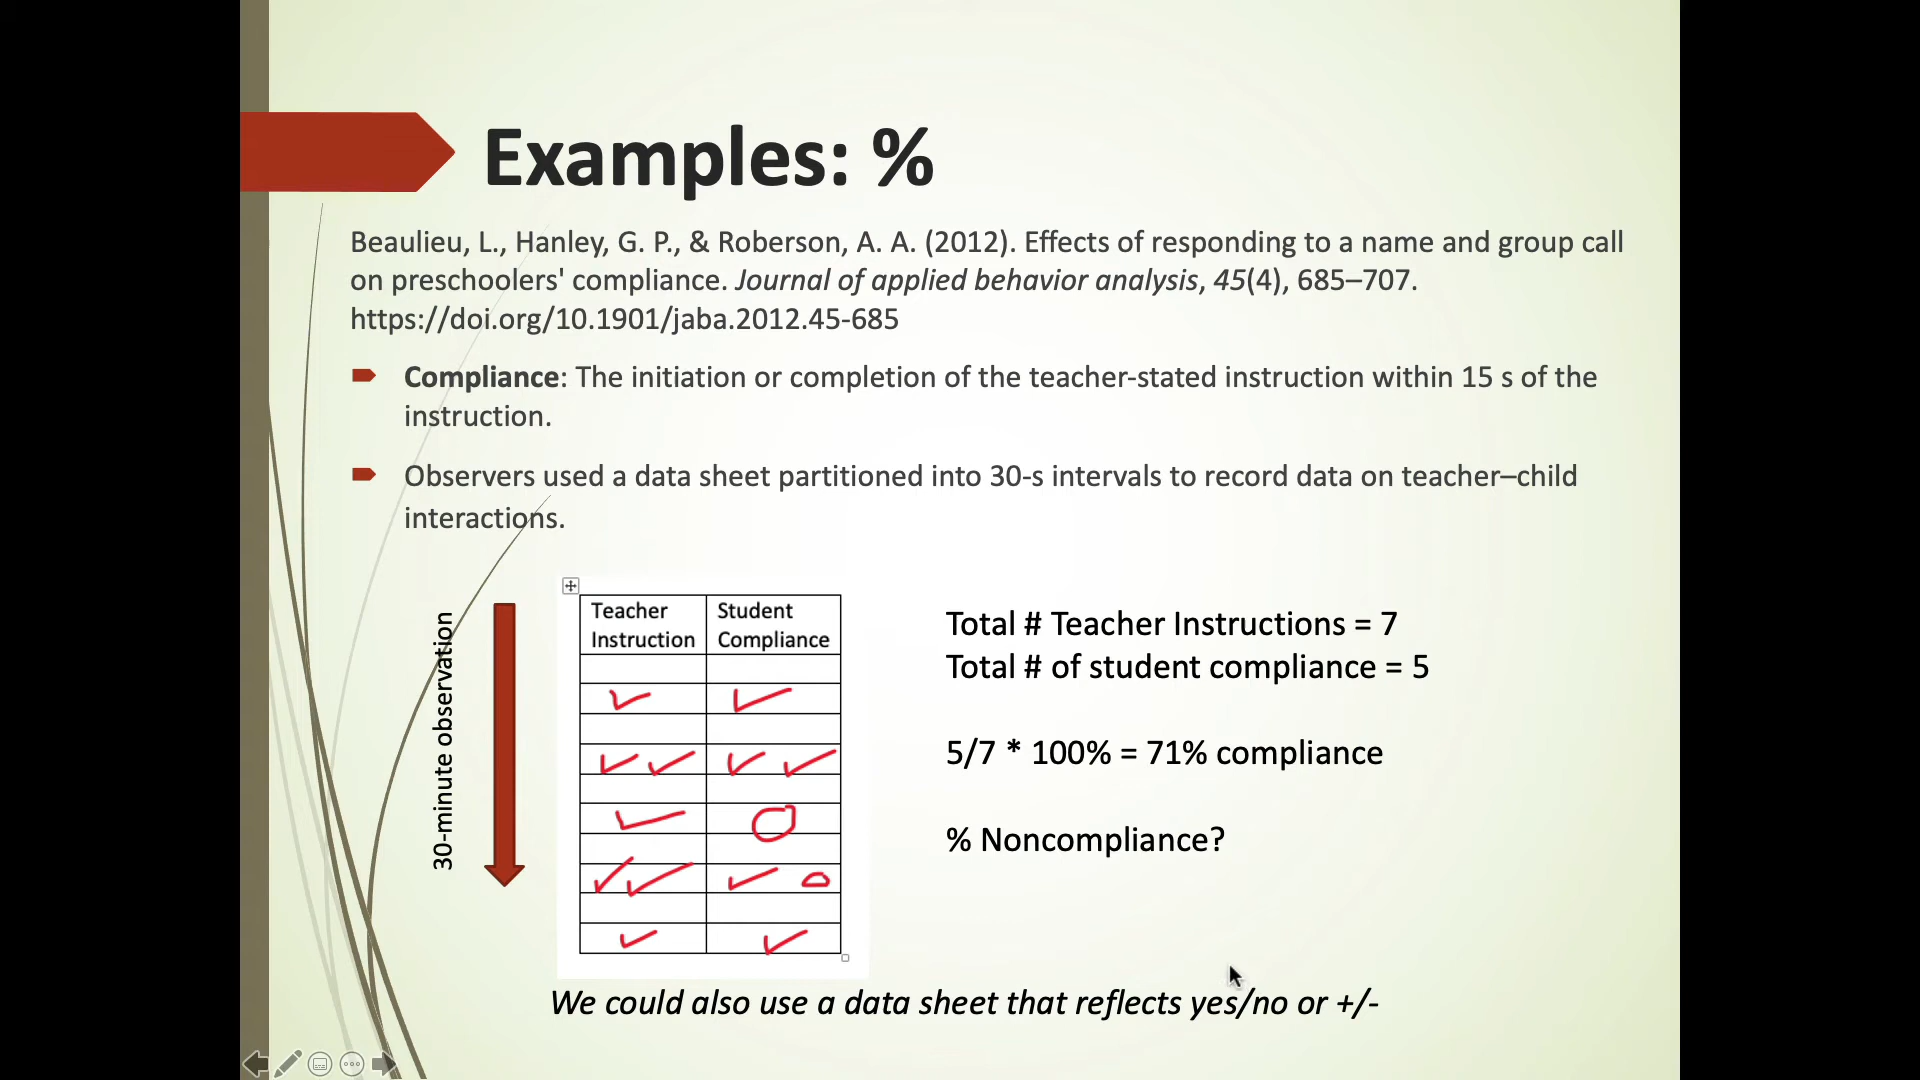 Examples: %
Beaulieu, L., Hanley, G. P., & Roberson, A. A. (2012). Effects of responding to a name and group call
on preschoolers' compliance. Journal of applied behavior analysis, 45(4), 685–707.
https://doi.org/10.1901/jaba.2012.45-685
Compliance: The initiation or completion of the teacher-stated instruction within 15 s of the
instruction.
Observers used a data sheet partitioned into 30-s intervals to record data on teacher–child
interactions.
30-minute observation
Teacher Instruction
Student Compliance
Total # Teacher Instructions = 7
Total # of student compliance = 5
5/7 * 100% = 71% compliance
% Noncompliance?
We could also use a data sheet that reflects yes/no or +/-